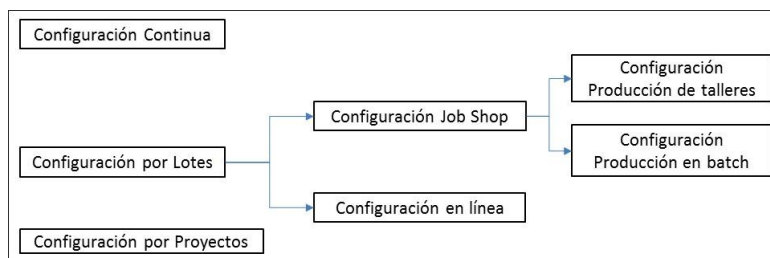 Configuración Continua
Configuración por Lotes
Configuración por Proyectos
Configuración Job Shop
Configuración en línea
Configuración
Producción de talleres
Configuración
Producción en batch